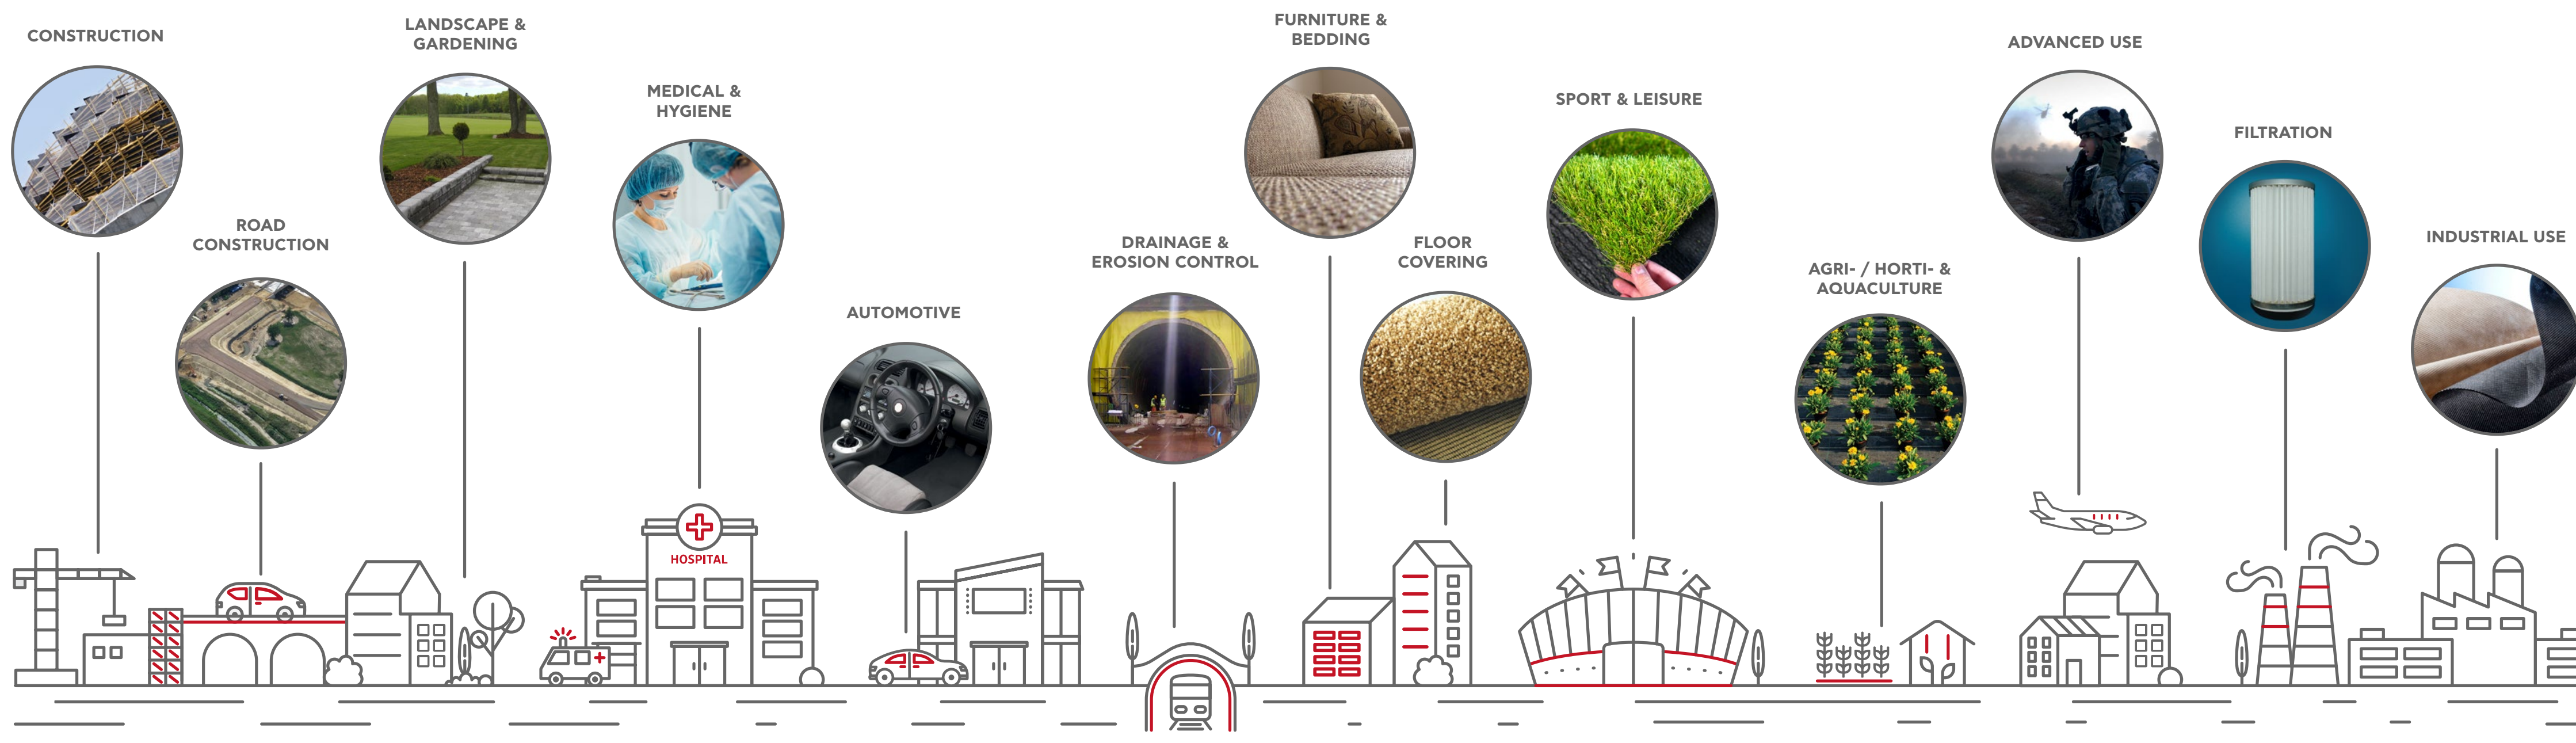 CONSTRUCTION
ROAD
CONSTRUCTION
LANDSCAPE &
GARDENING
MEDICAL &
HYGIENE
AUTOMOTIVE
DRAINAGE &
EROSION CONTROL
FURNITURE &
BEDDING
FLOOR
COVERING
SPORT & LEISURE
AGRI- / HORTI- &
AQUACULTURE
ADVANCED USE
FILTRATION
INDUSTRIAL USE
HOSPITAL